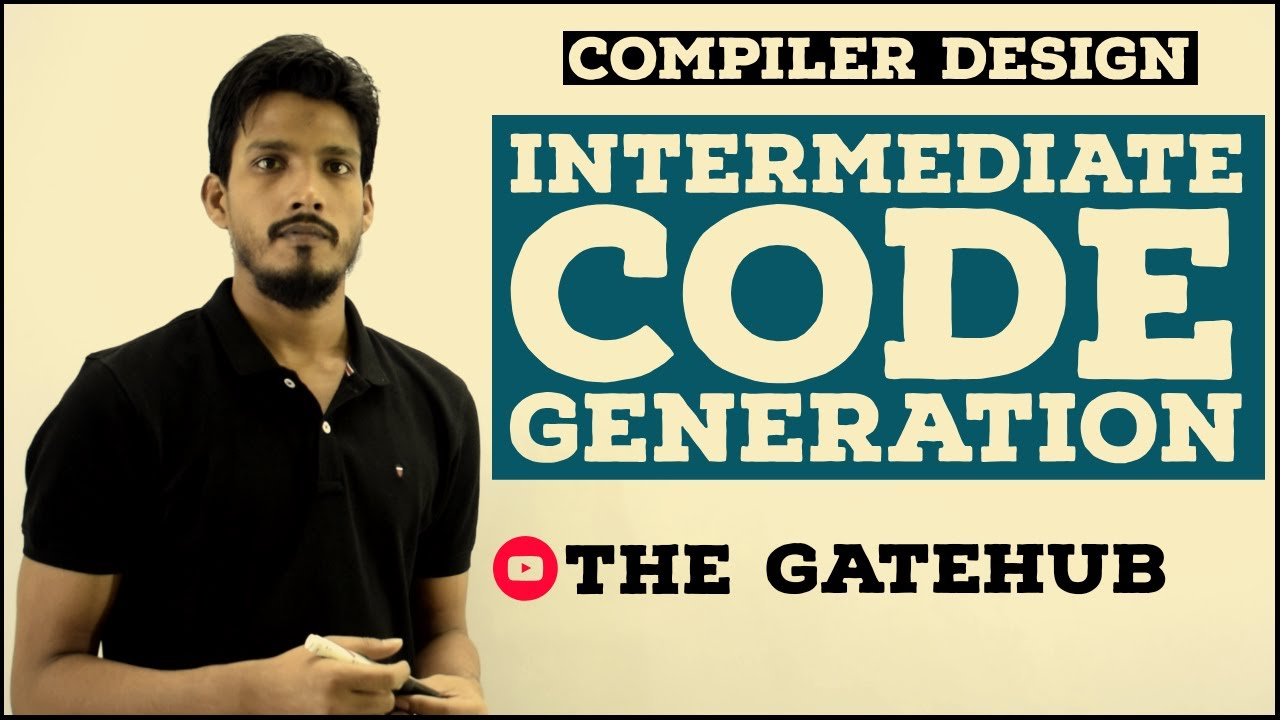 COMPILER DESIGN
INTERMEDIATE
CODE
GENERATION
THE GATEHUB